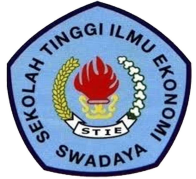 SEKOLAH TINGGI ILMU EKONOMI
STIE
SWADAYA